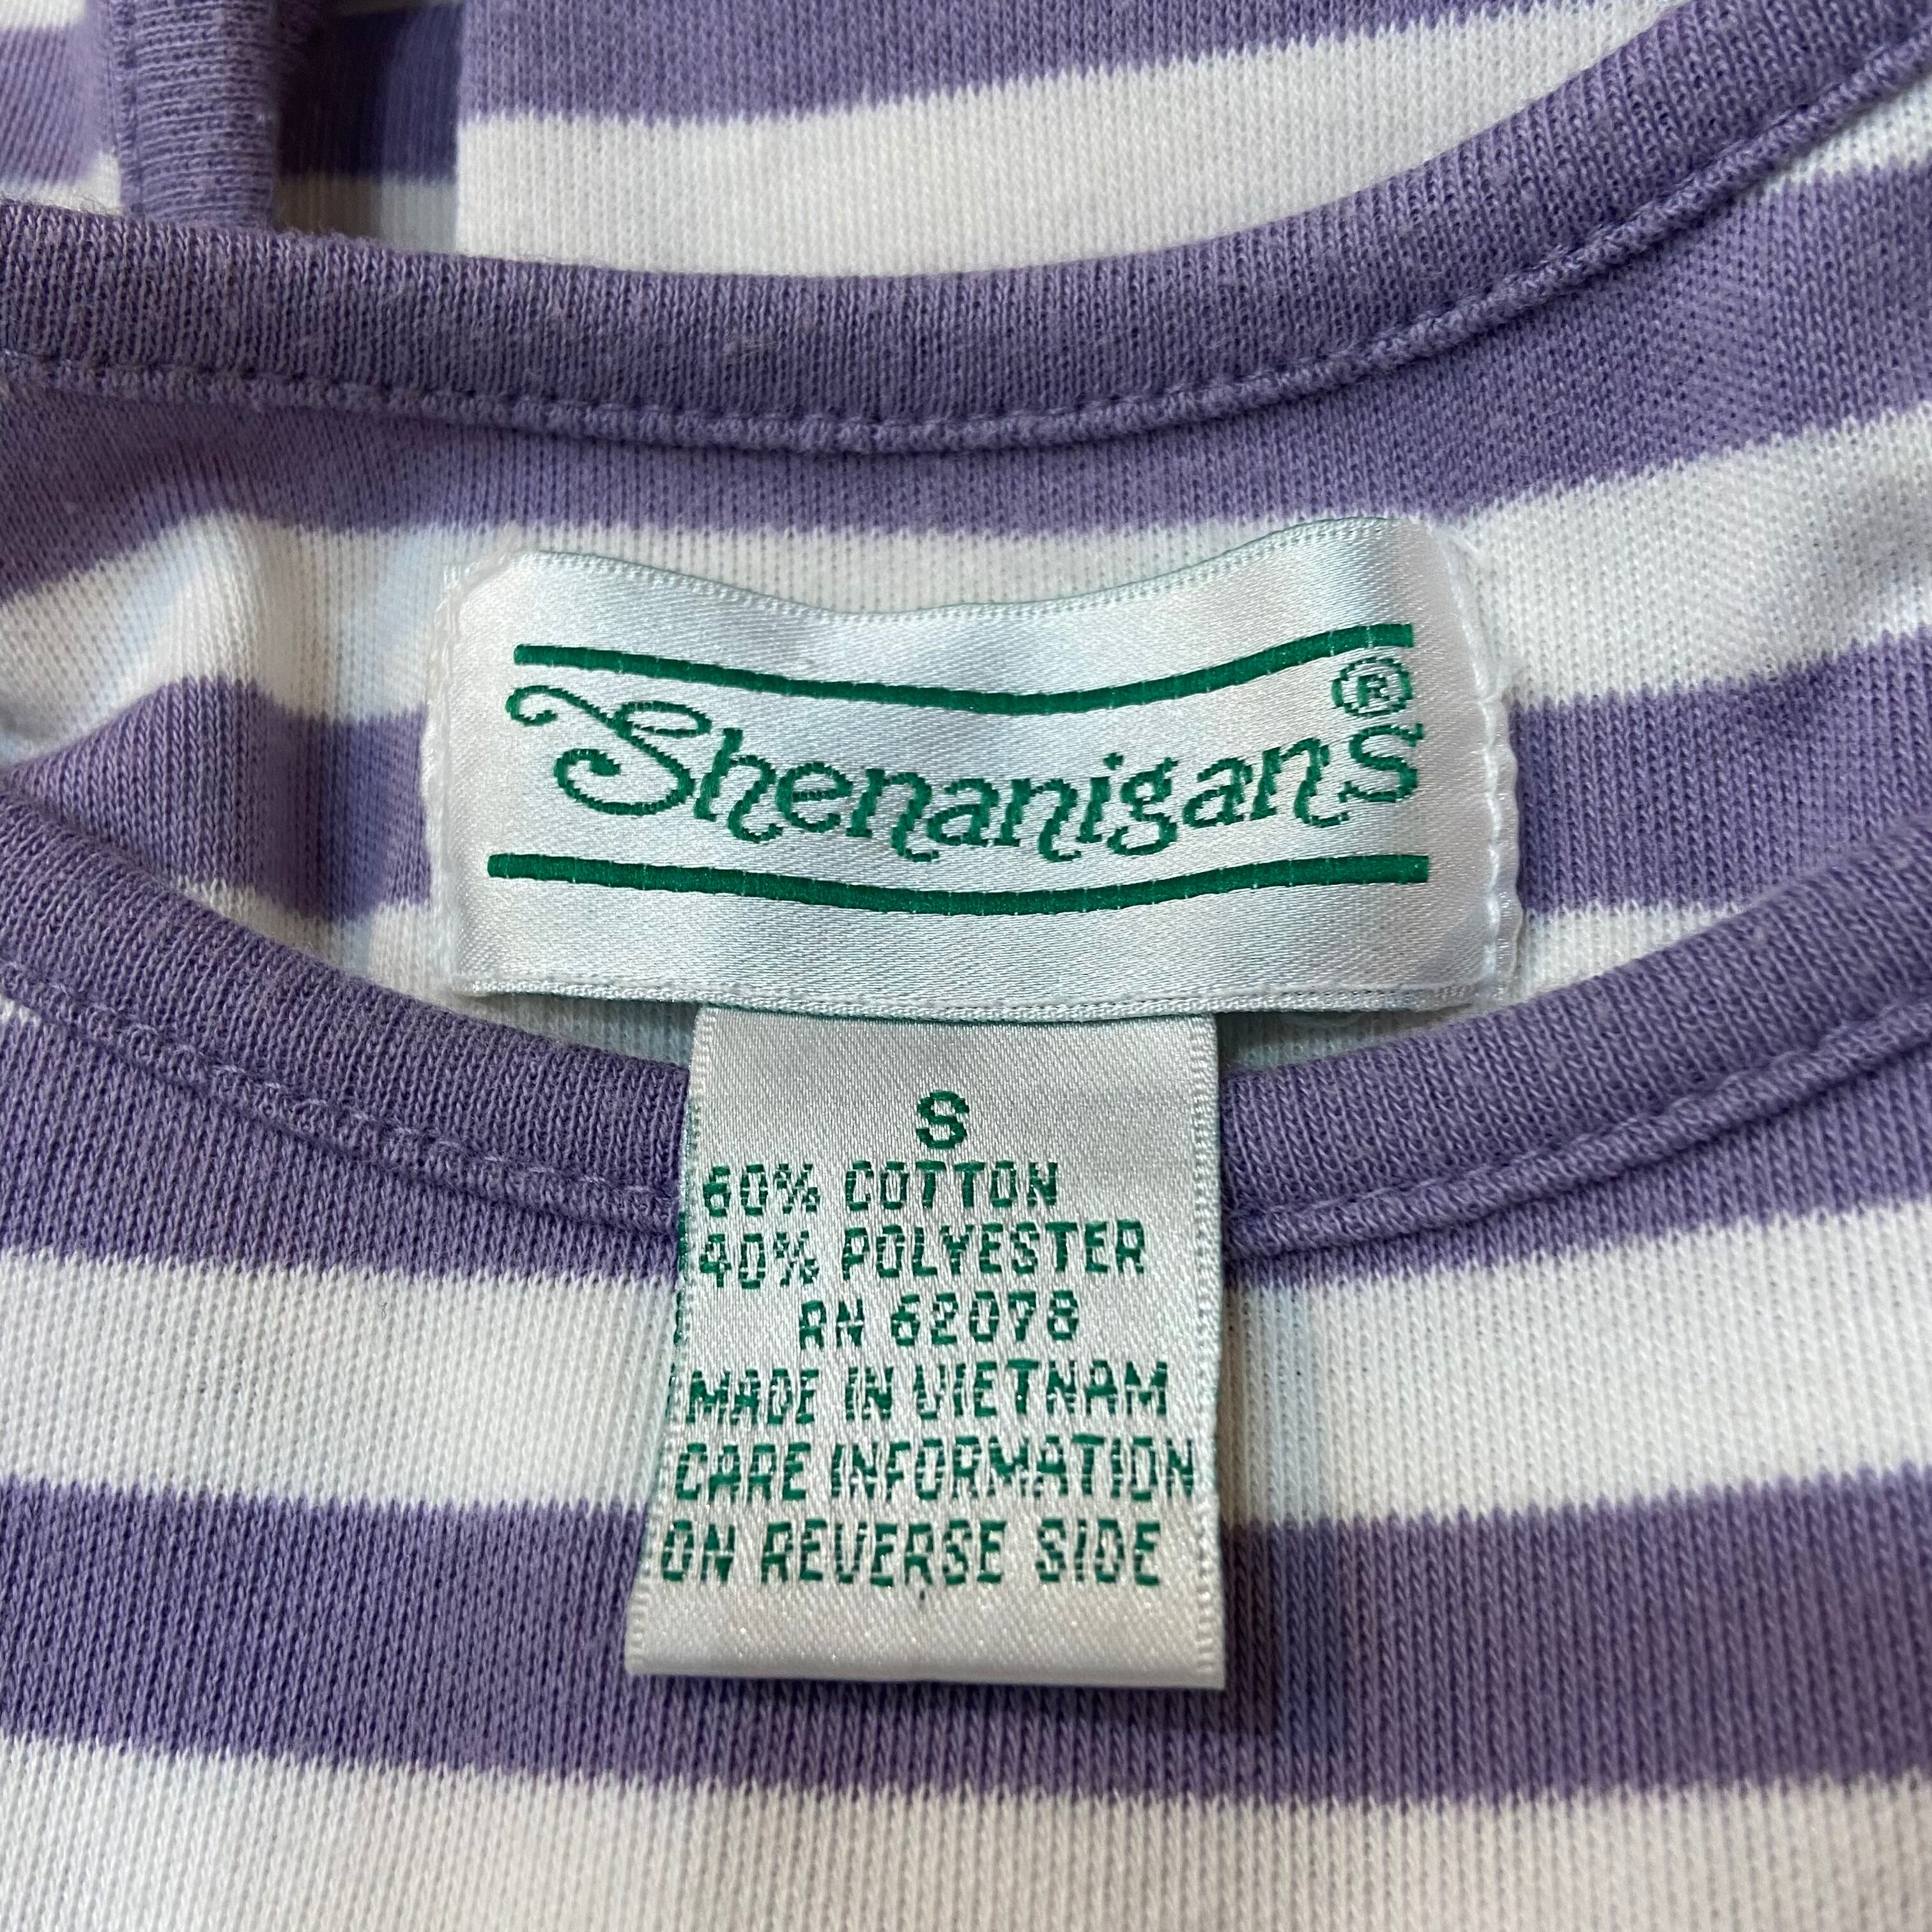 Shenanigans®
S
60% COTTON
40% POLYESTER
RN 62078
MADE IN VIETNAM
CARE INFORMATION
ON REVERSE SIDE